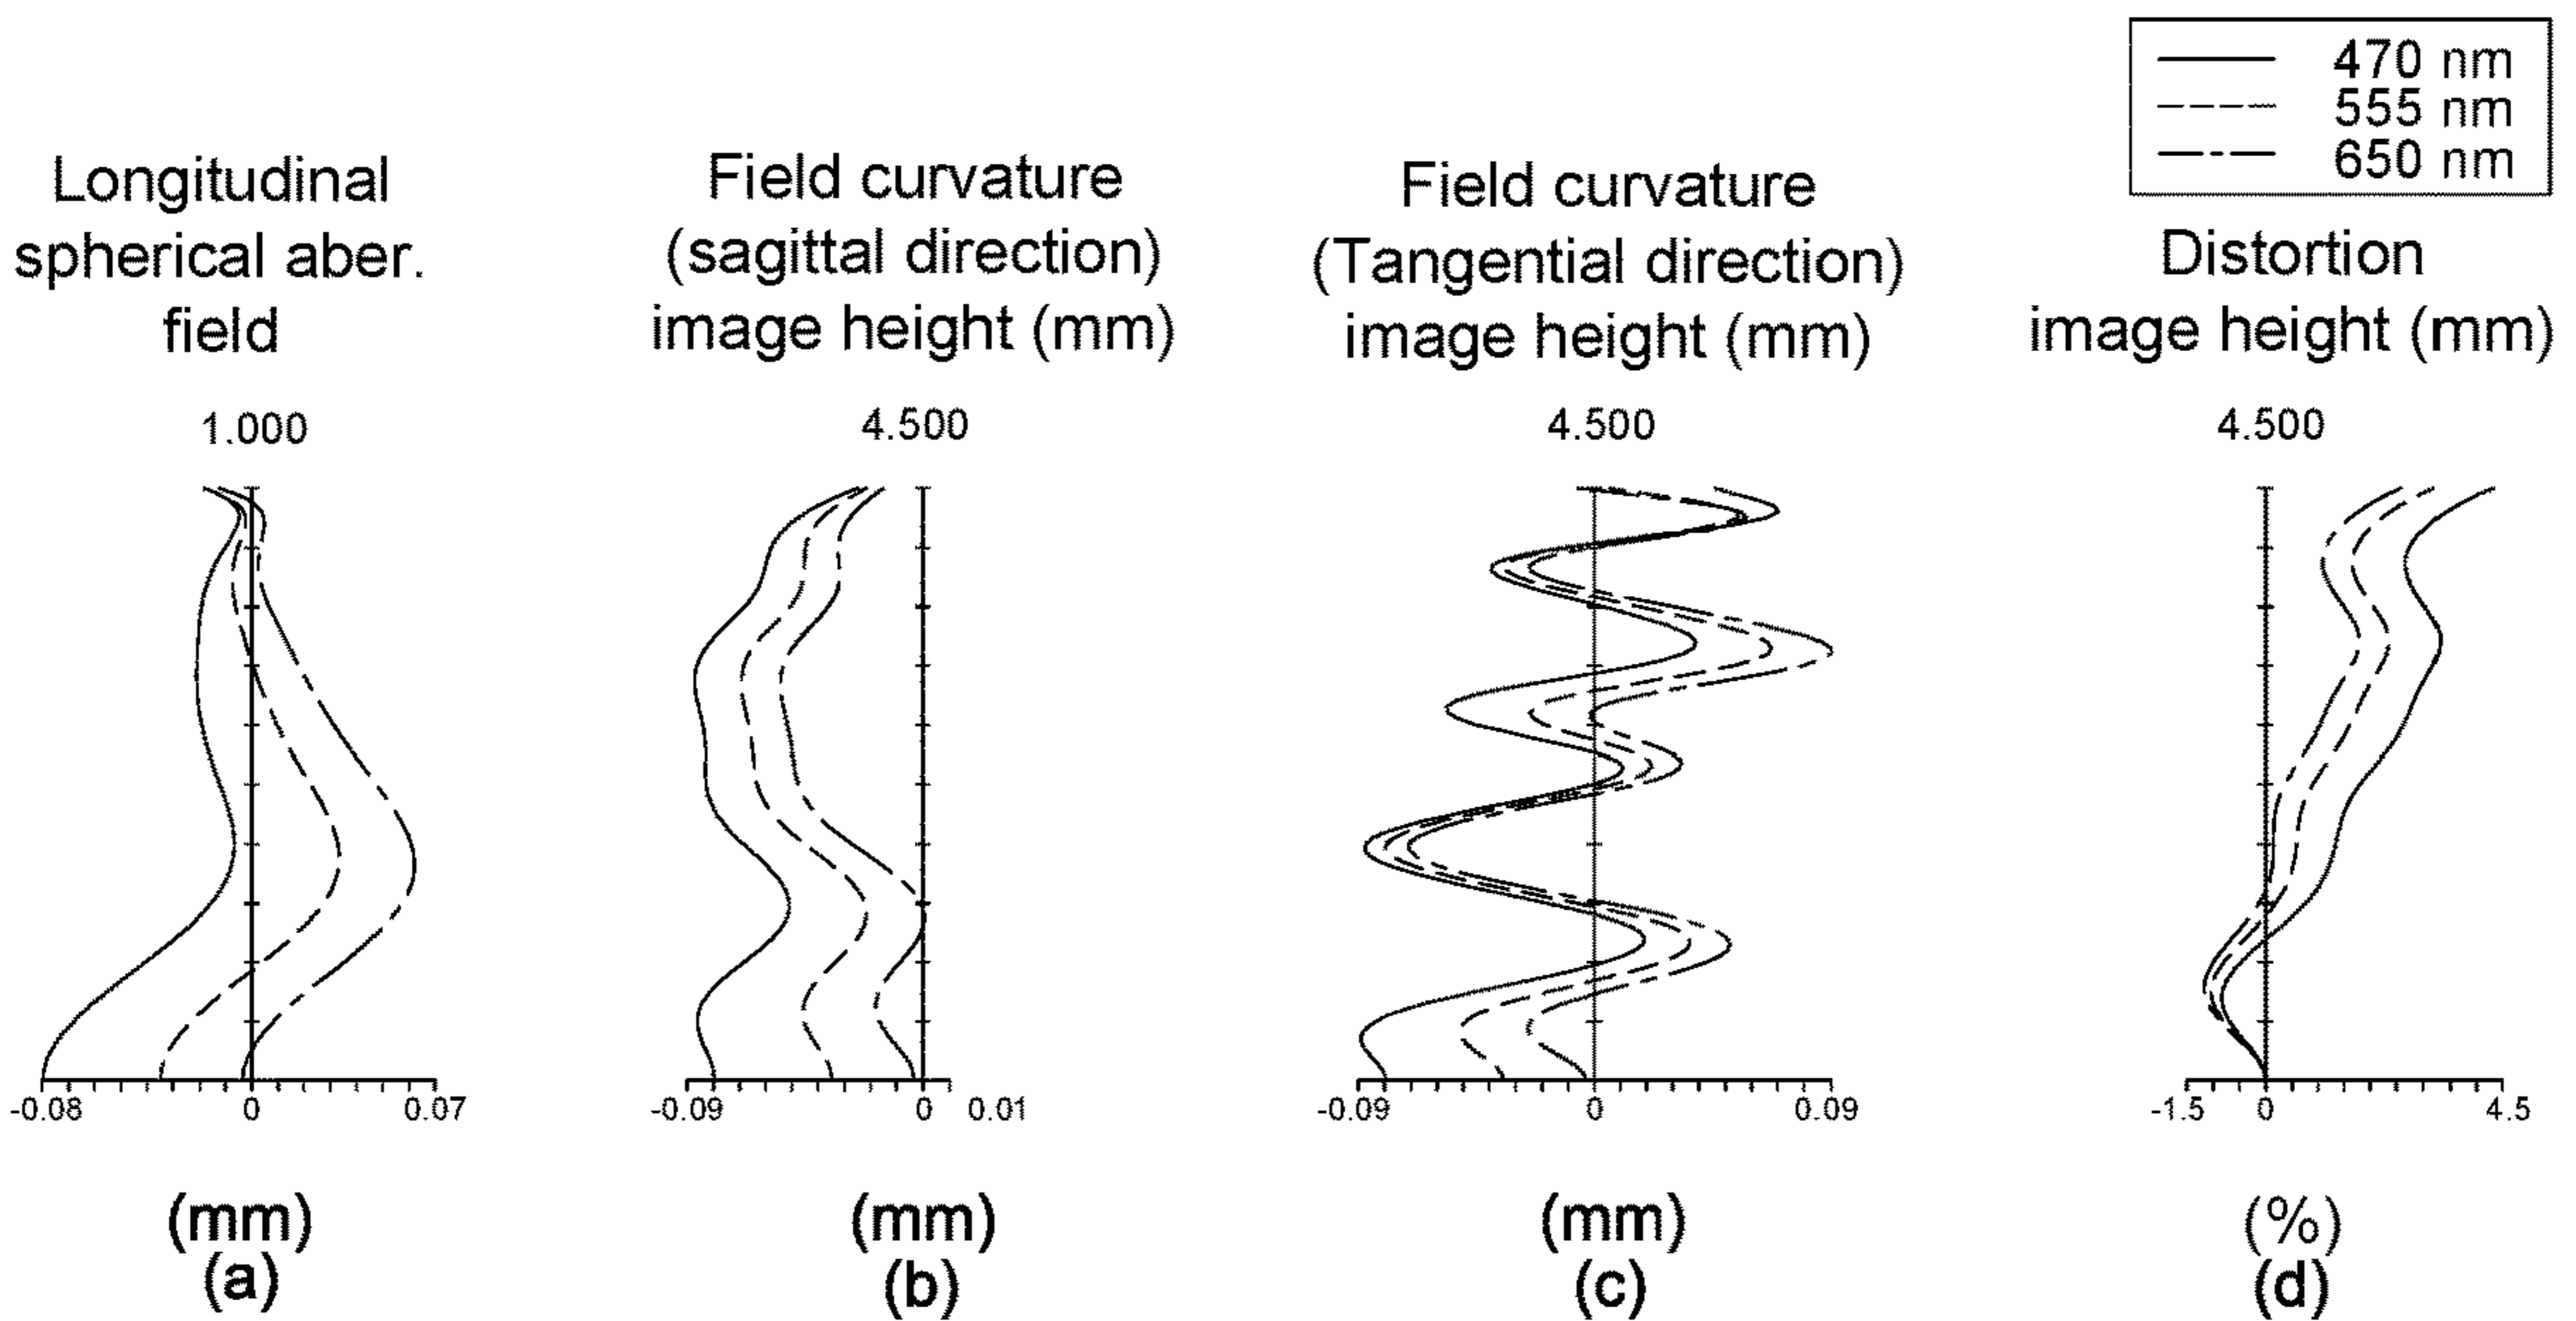 470 nm
555 nm
650 nm
Longitudinal
spherical aber.
field
1.000
-0.08 0 0.07
(mm)
(a)
Field curvature
(sagittal direction)
image height (mm)
4.500
-0.09 0 0.01
(mm)
(b)
Field curvature
(Tangential direction)
image height (mm)
4.500
-0.09 0 0.09
(mm)
(c)
Distortion
image height (mm)
4.500
-1.5 0 4.5
(%)
(d)